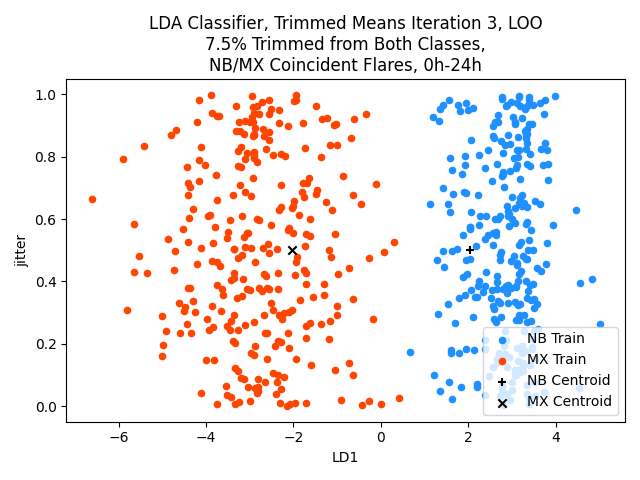 LDA Classifier, Trimmed Means Iteration 3, LOO
7.5% Trimmed from Both Classes,
NB/MX Coincident Flares, 0h-24h
jitter
1.0
0.8
0.6
0.4
0.2
0.0
NB Train
MX Train
NB Centroid
MX Centroid
−6
−4
−2
0
2
4
LD1